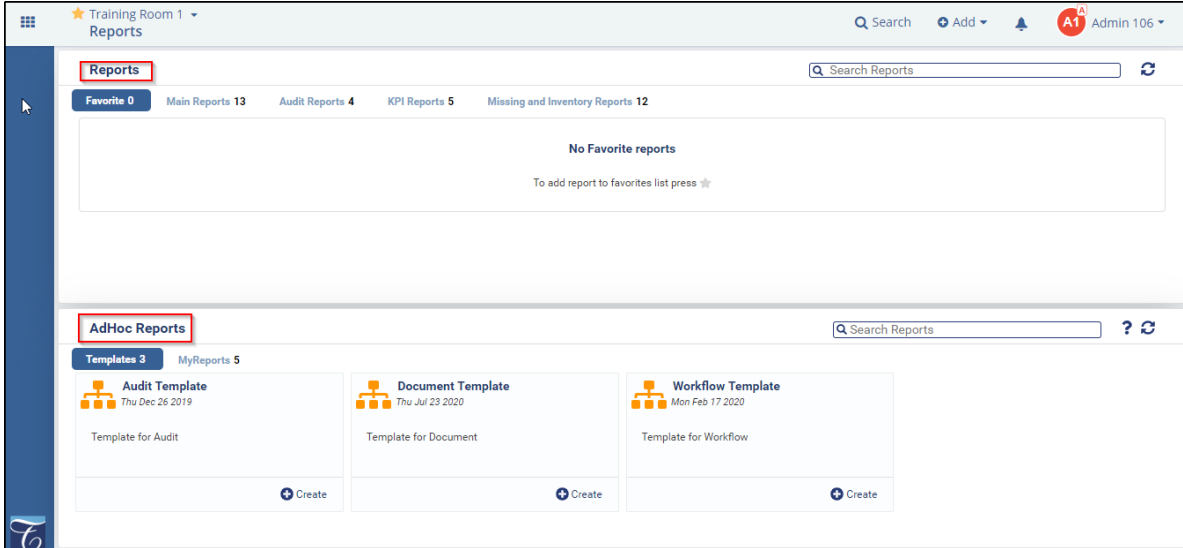 Training Room 1
Reports
Search
Add
A1
A
Admin 106
Reports
Search Reports
Favorite 0
Main Reports 13
Audit Reports 4
KPI Reports 5
Missing and Inventory Reports 12
No Favorite reports
To add report to favorites list press
AdHoc Reports
Search Reports
?
Templates 3
MyReports 5
Audit Template
Thu Dec 26 2019
Template for Audit
Create
Document Template
Thu Jul 23 2020
Template for Document
Create
Workflow Template
Mon Feb 17 2020
Template for Workflow
Create